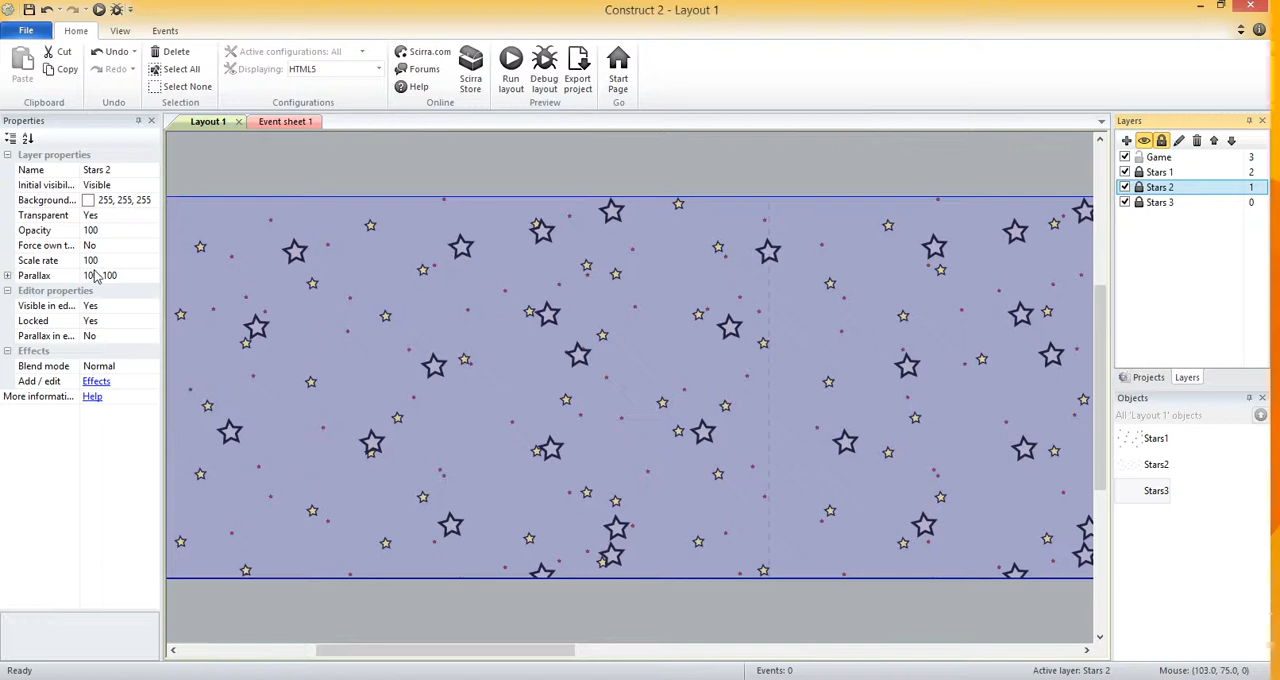 Construct 2 - Layout 1
File
Home
View
Events
Paste
Cut
Copy
Clipboard
Undo
Redo
Undo
Delete
Select All
Select None
Selection
Active configurations: All
Displaying: HTML5
Configurations
Scirra.com
Forums
Help
Scirra Store
Online
Run layout
Debug layout
Export project
Preview
Start Page
Go
Properties
Layout 1
Event sheet 1
Layers
Layer properties
Name Stars 2
Initial visibil... Visible
Background... 255, 255, 255
Transparent Yes
Opacity 100
Force own t... No
Scale rate 100
Parallax 100, 100
Editor properties
Visible in ed... Yes
Locked Yes
Parallax in e... No
Effects
Blend mode Normal
Add / edit Effects
More informati... Help
Game 3
Stars 1 2
Stars 2 1
Stars 3 0
Projects
Layers
Objects
All 'Layout 1' objects
Stars1
Stars2
Stars3
Ready
Events: 0
Active layer: Stars 2
Mouse: (103.0, 75.0, 0)